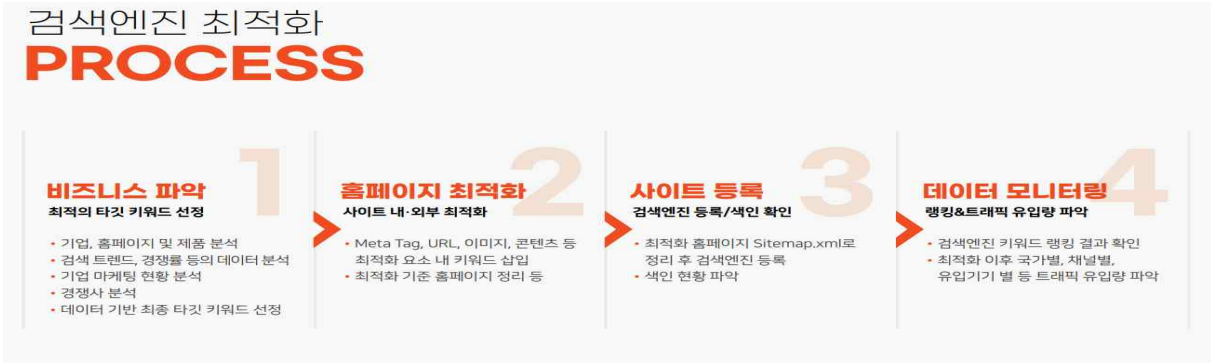 검색엔진 최적화
PROCESS
1
비즈니스 파악
최적의 타깃 키워드 선정
• 기업, 홈페이지 및 제품 분석
• 검색 트렌드, 경쟁률 등의 데이터 분석
• 기업 마케팅 현황 분석
• 경쟁사 분석
• 데이터 기반 최종 타깃 키워드 선정
2
홈페이지 최적화
사이트 내·외부 최적화
• Meta Tag, URL, 이미지, 콘텐츠 등
최적화 요소 내 키워드 삽입
• 최적화 기준 홈페이지 정리 등
3
사이트 등록
검색엔진 등록/색인 확인
• 최적화 홈페이지 Sitemap.xml로
정리 후 검색엔진 등록
• 색인 현황 파악
4
데이터 모니터링
랭킹&트래픽 유입량 파악
• 검색엔진 키워드 랭킹 결과 확인
• 최적화 이후 국가별, 채널별,
유입기기 별 등 트래픽 유입량 파악